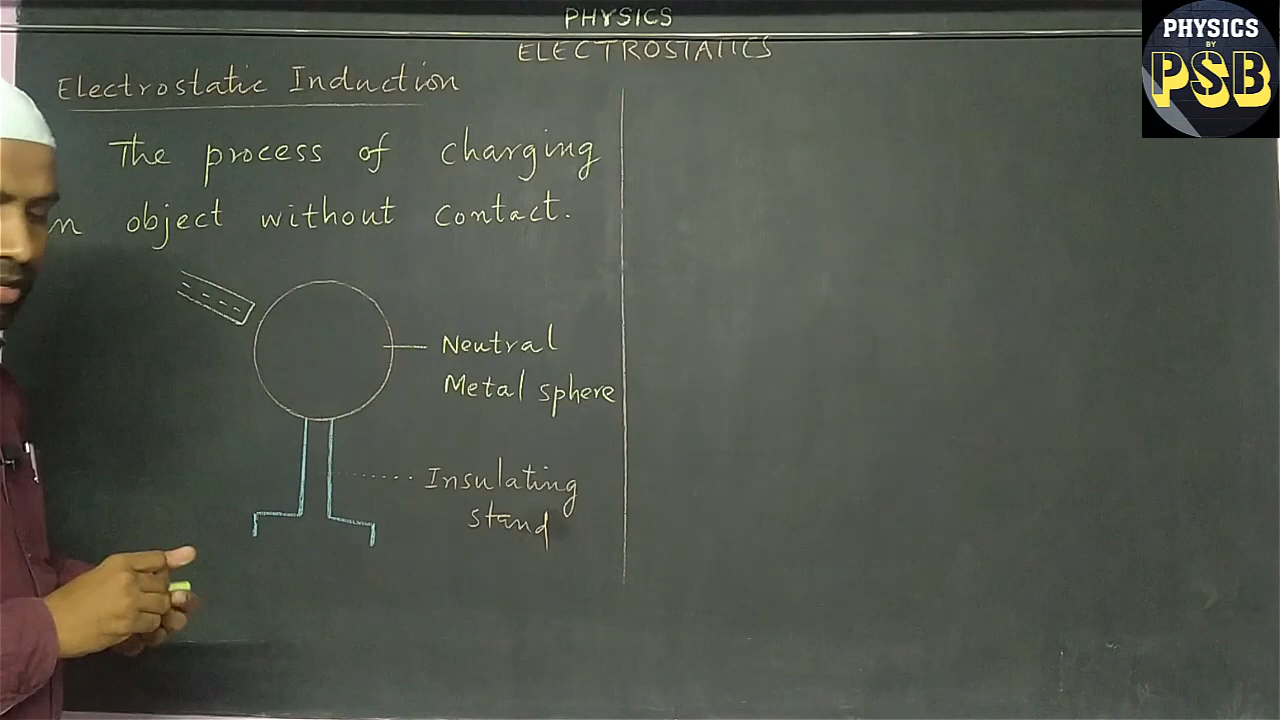 PHYSICS
ELECTROSTATICS
Electrostatic Induction
The process of charging
object without contact.
Neutral
Metal sphere
Insulating
stand
PHYSICS
BY
PSB